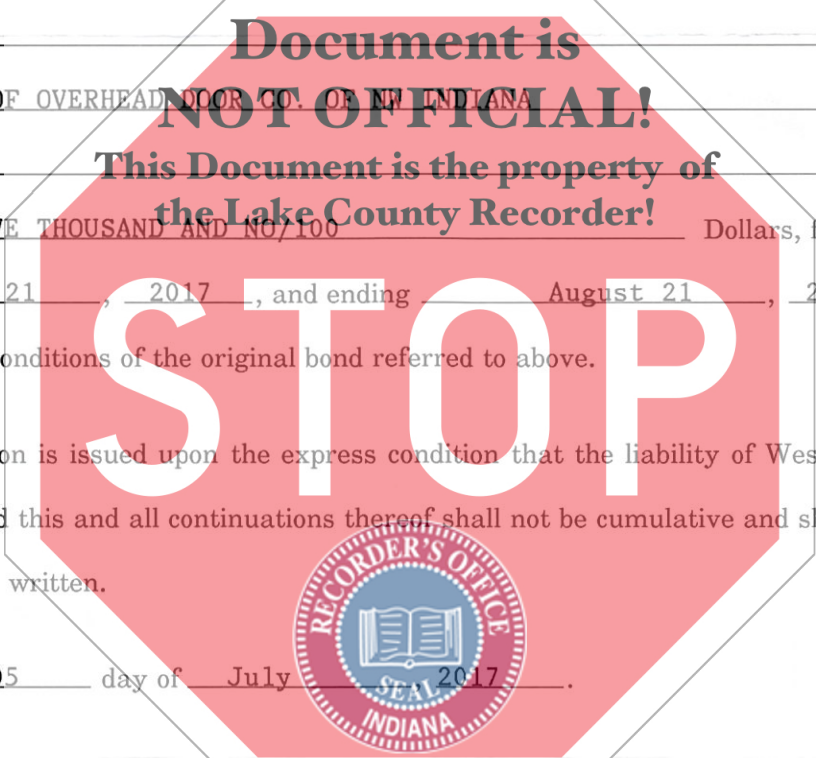 Document is
OF OVERHEAD DOOR CO. OF NW INDIANA
NOT OFFICIAL!
This Document is the property of
the Lake County Recorder!
THOUSAND AND NO/100 Dollars,
21 , 2017 , and ending August 21 ,
STOP
onditions of the original bond referred to above.
on is issued upon the express condition that the liability of Wes
this and all continuations thereof shall not be cumulative and
written.
RECORDER'S OFFICE
5 day of July , 2017 .
SEAL
INDIANA